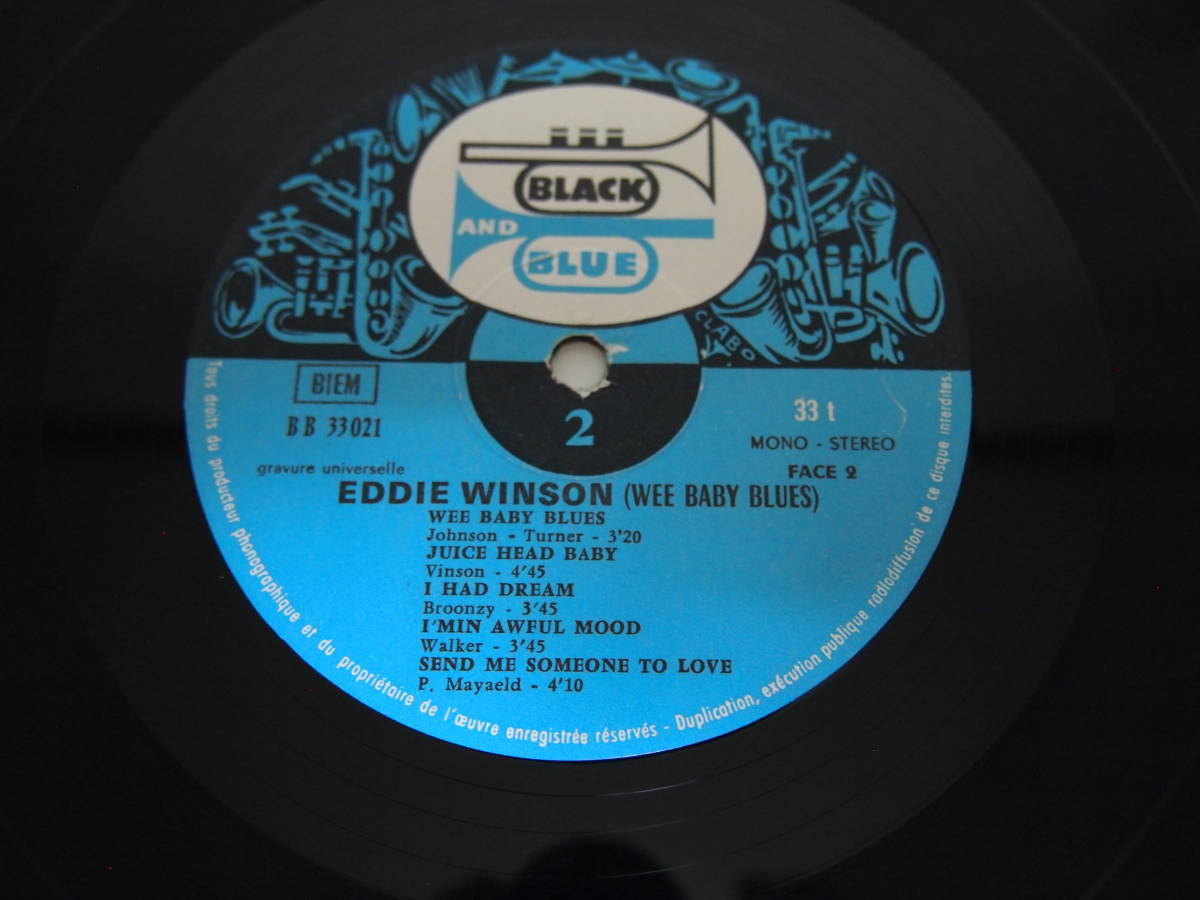 BLACK
AND
BLUE
CLABO
BIEM
BB 33021
gravure universelle
2
33 t
MONO - STEREO
FACE 2
EDDIE WINSON (WEE BABY BLUES)
WEE BABY BLUES
Johnson - Turner - 3'20
JUICE HEAD BABY
Vinson - 4'45
I HAD DREAM
Broonzy - 3'45
I'MIN AWFUL MOOD
Walker - 3'45
SEND ME SOMEONE TO LOVE
P. Mayaeld - 4'10
Tous droits du producteur phonographique et du propriétaire de l'œuvre enregistrée réservés - Duplication, exécution publique radiodiffusion de ce disque interdites.